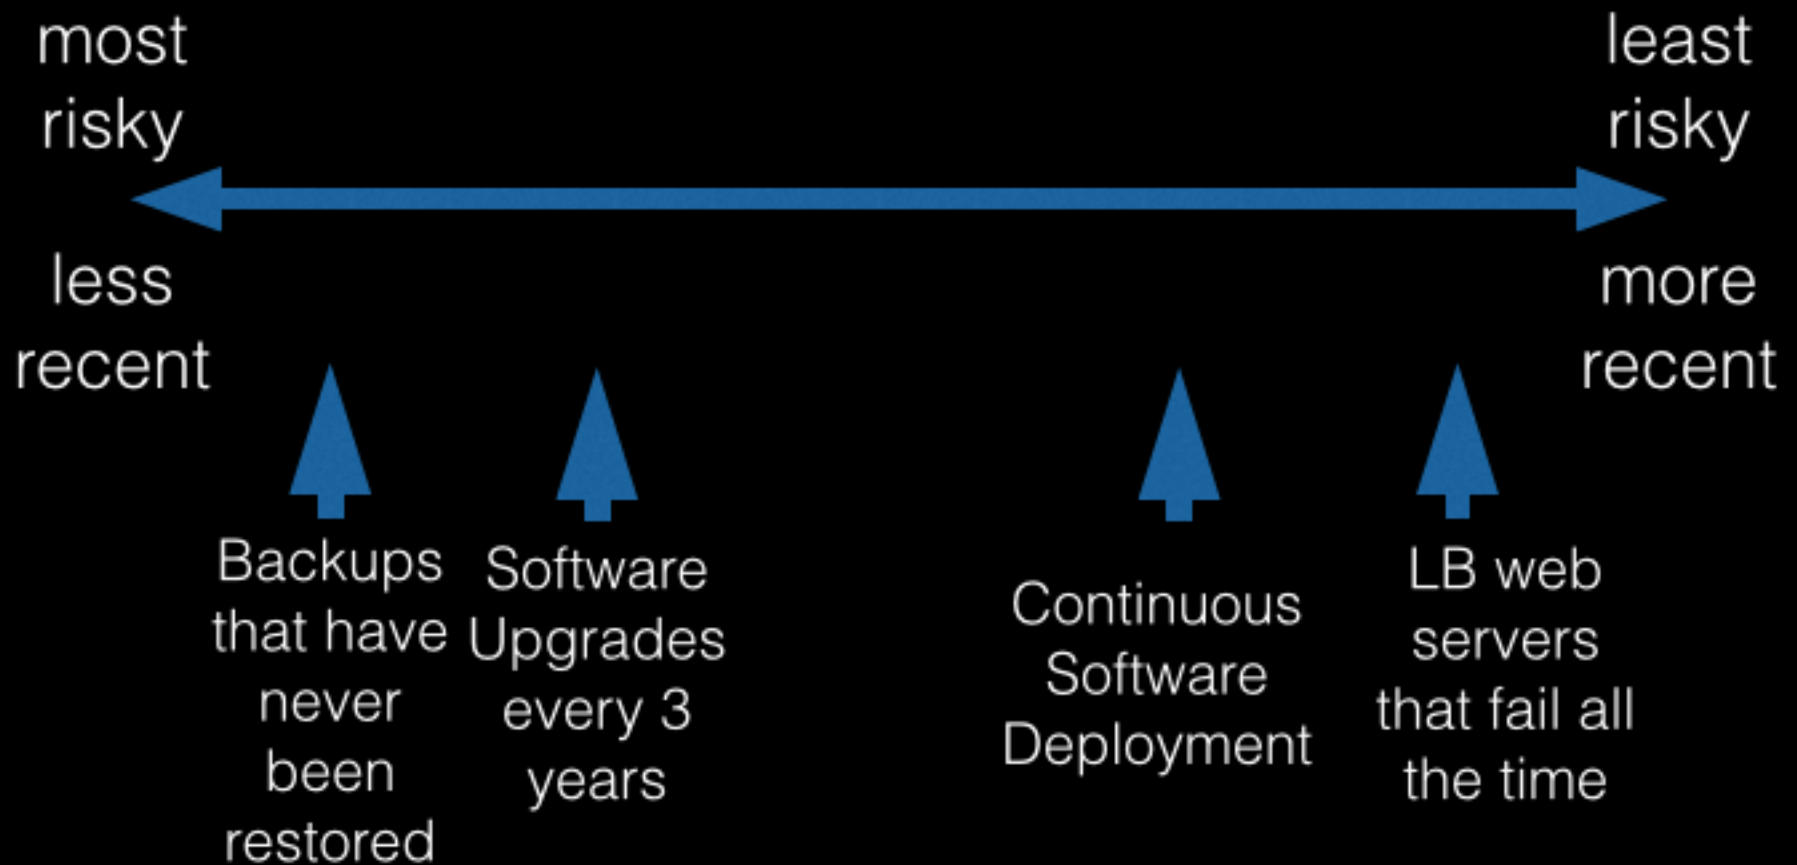 most
risky
least
risky
less
recent
more
recent
Backups
that have
never
been
restored
Software
Upgrades
every 3
years
Continuous
Software
Deployment
LB web
servers
that fail all
the time